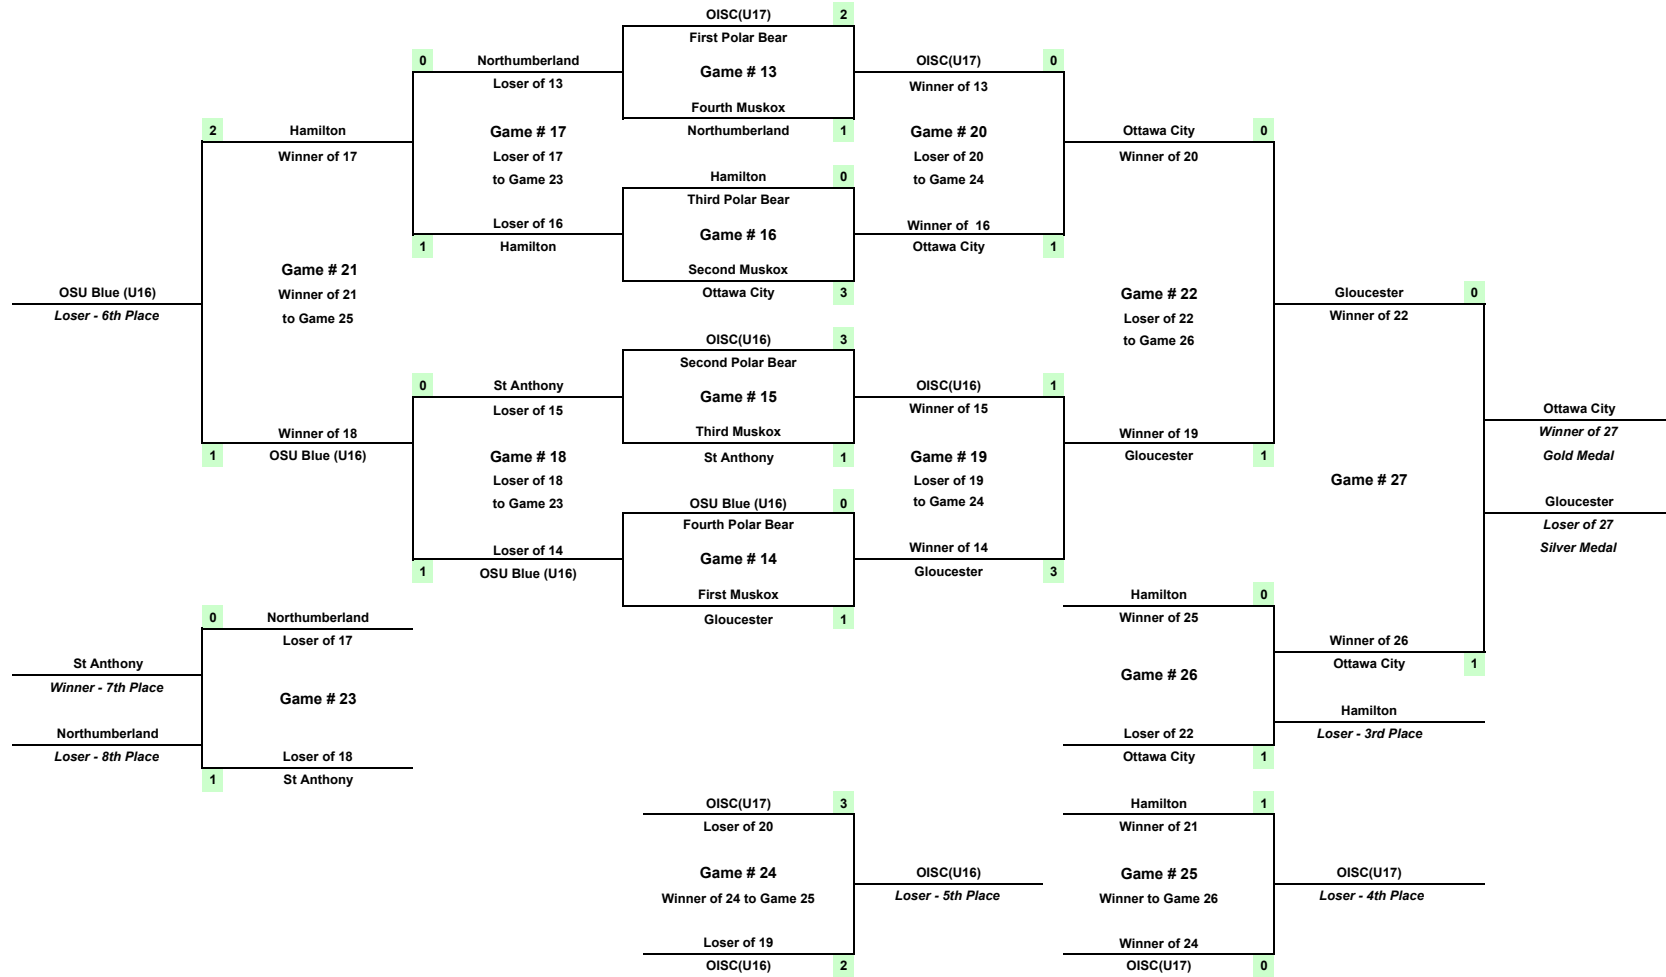 OISC(U17) 2
First Polar Bear
0 Northumberland OISC(U17) 0
Game # 13
Loser of 13 Winner of 13
Fourth Muskox
2 Hamilton Game # 17 Northumberland 1 Game # 20 Ottawa City 0
Winner of 17 Loser of 17 Loser of 20 Winner of 20
to Game 23 Hamilton 0 to Game 24
Third Polar Bear
Loser of 16 Winner of 16
Game # 16
1 Hamilton Ottawa City 1
Game # 21 Second Muskox
OSU Blue (U16) Winner of 21 Ottawa City 3 Game # 22 Gloucester 0
Loser - 6th Place to Game 25 Loser of 22 Winner of 22
OISC(U16) 3 to Game 26
Second Polar Bear
0 St Anthony OISC(U16) 1
Game # 15
Loser of 15 Winner of 15 Ottawa City
Winner of 18 Third Muskox Winner of 19 Winner of 27
1 OSU Blue (U16) Game # 18 St Anthony 1 Game # 19 Gloucester 1 Gold Medal
Loser of 18 Loser of 19 Game # 27
to Game 23 OSU Blue (U16) 0 to Game 24 Gloucester
Fourth Polar Bear Loser of 27
Loser of 14 Winner of 14 Silver Medal
Game # 14
1 OSU Blue (U16) Gloucester 3
First Muskox Hamilton 0
0 Northumberland Gloucester 1 Winner of 25
Loser of 17 Winner of 26
St Anthony Ottawa City 1
Winner - 7th Place Game # 26
Game # 23 Hamilton
Northumberland Loser of 22 Loser - 3rd Place
Loser - 8th Place Loser of 18 Ottawa City 1
1 St Anthony
OISC(U17) 3 Hamilton 1
Loser of 20 Winner of 21
Game # 24 OISC(U16) Game # 25 OISC(U17)
Winner of 24 to Game 25 Loser - 5th Place Winner to Game 26 Loser - 4th Place
Loser of 19 Winner of 24
OISC(U16) 2 OISC(U17) 0